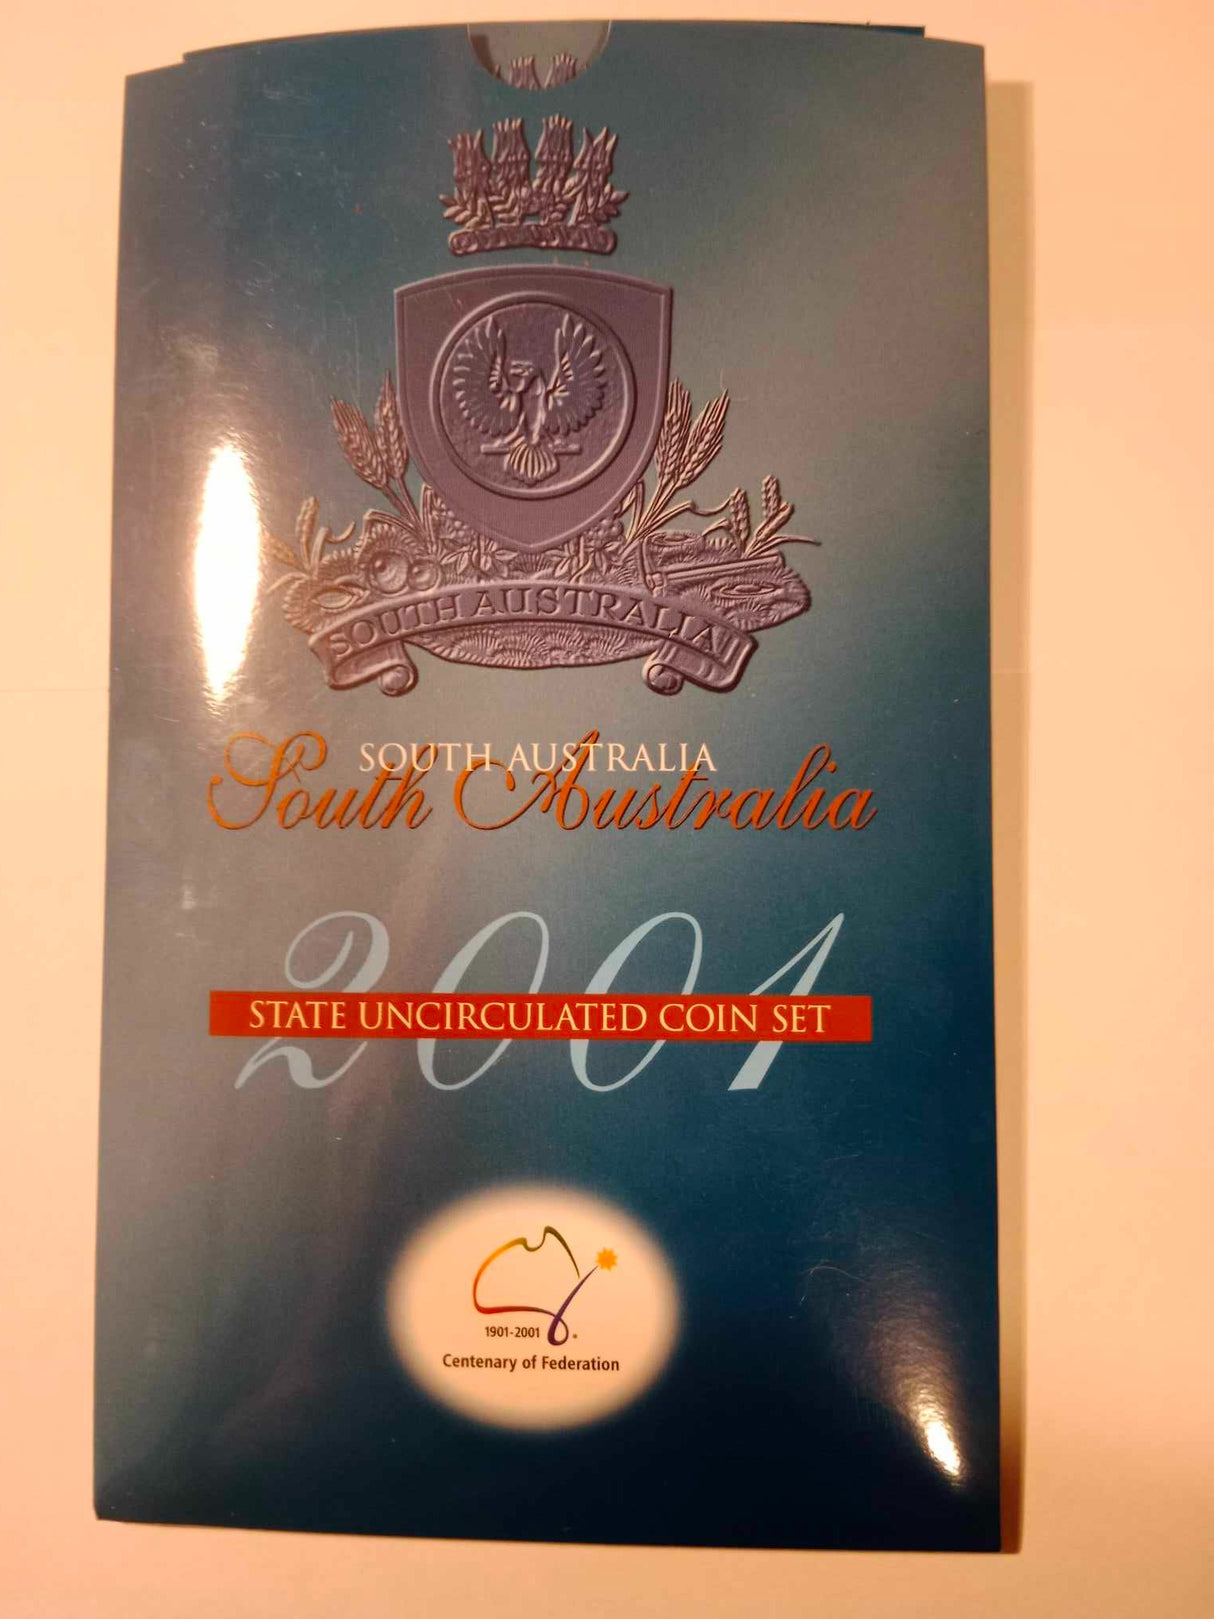 SOUTH AUSTRALIA
SOUTH AUSTRALIA
South Australia
2001
STATE UNCIRCULATED COIN SET
1901-2001
Centenary of Federation